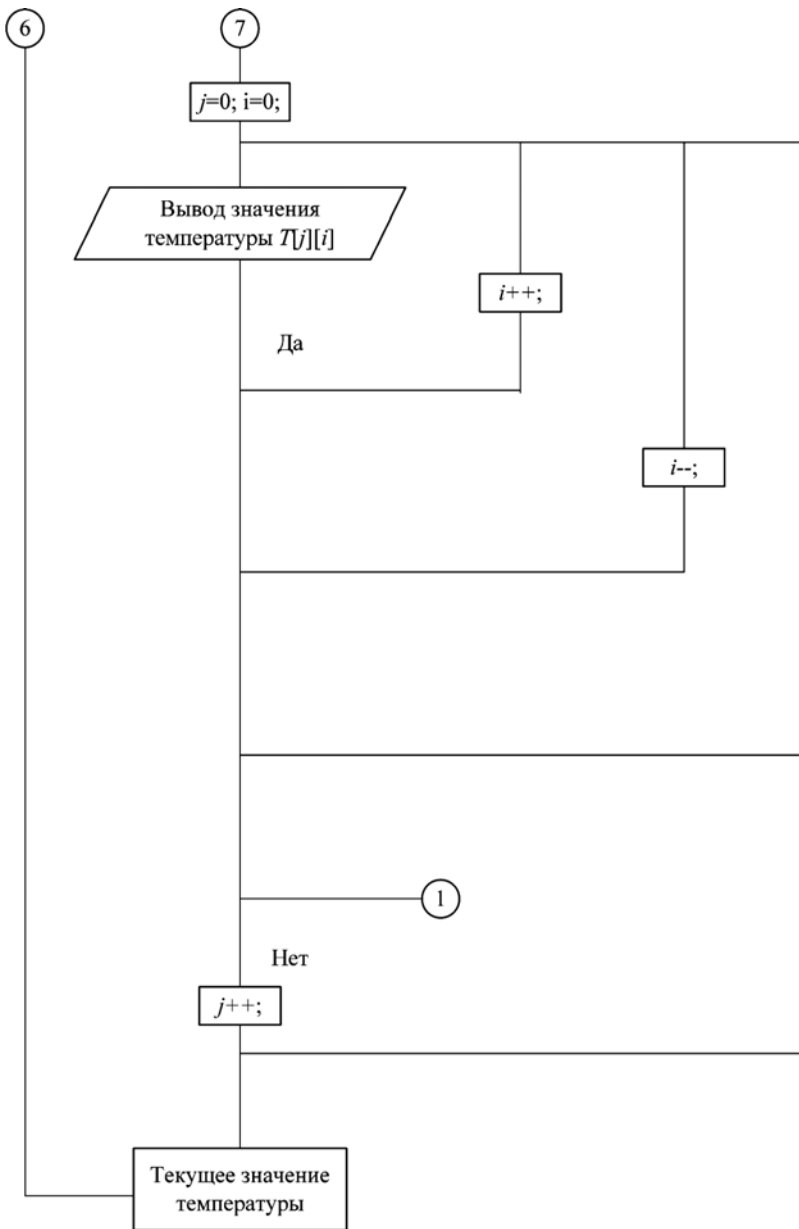 6
7
j=0; i=0;
Вывод значения
температуры T[j][i]
i++;
Да
i--;
1
Нет
j++;
Текущее значение
температуры